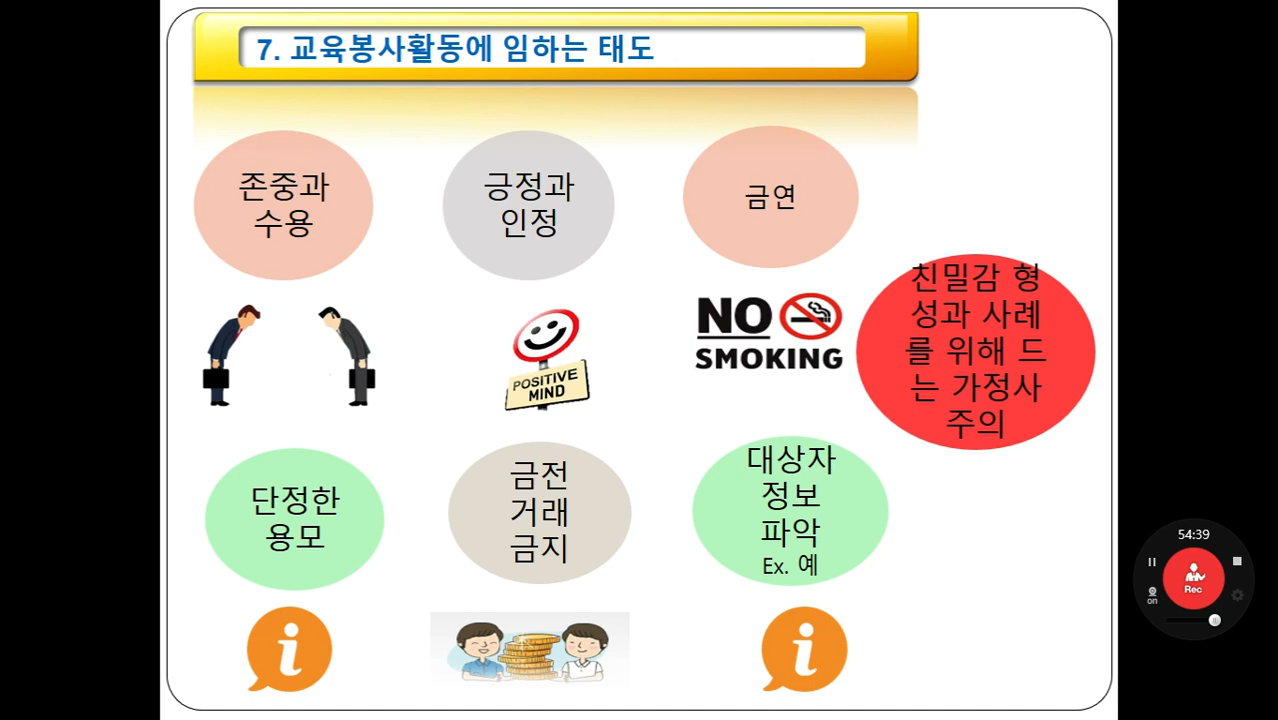 7. 교육봉사활동에 임하는 태도
존중과
수용
긍정과
인정
금연
POSITIVE
MIND
NO
SMOKING
친밀감 형
성과 사례
를 위해 드
는 가정사
주의
단정한
용모
금전
거래
금지
대상자
정보
파악
Ex. 예
i
i
54:39
Rec
on